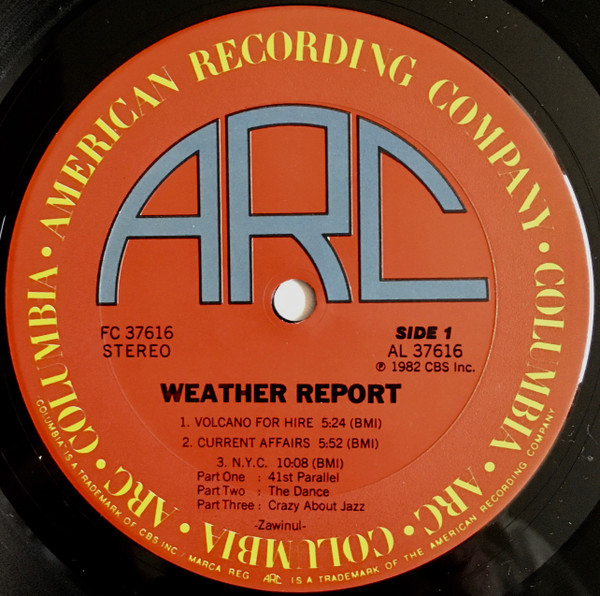 COLUMBIA • AMERICAN RECORDING COMPANY • COLUMBIA • ARC • COLUMBIA • ARC •
ARC
FC 37616
STEREO
SIDE 1
AL 37616
℗ 1982 CBS Inc.
WEATHER REPORT
1. VOLCANO FOR HIRE 5:24 (BMI)
2. CURRENT AFFAIRS 5:52 (BMI)
3. N.Y.C. 10:08 (BMI)
Part One : 41st Parallel
Part Two : The Dance
Part Three : Crazy About Jazz
-Zawinul-
"COLUMBIA" IS A TRADEMARK OF CBS INC / MARCA REG ARC IS A TRADEMARK OF THE AMERICAN RECORDING COMPANY